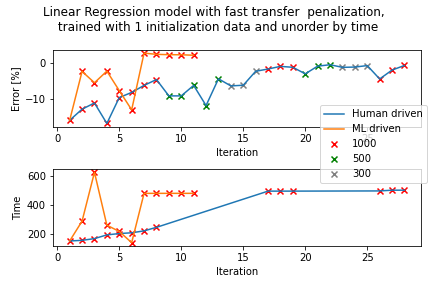 Linear Regression model with fast transfer penalization,
trained with 1 initialization data and unorder by time
Error [%]
0
−10
0
5
10
15
20
Iteration
Human driven
ML driven
1000
500
300
Time
600
400
200
0
5
10
15
20
25
Iteration